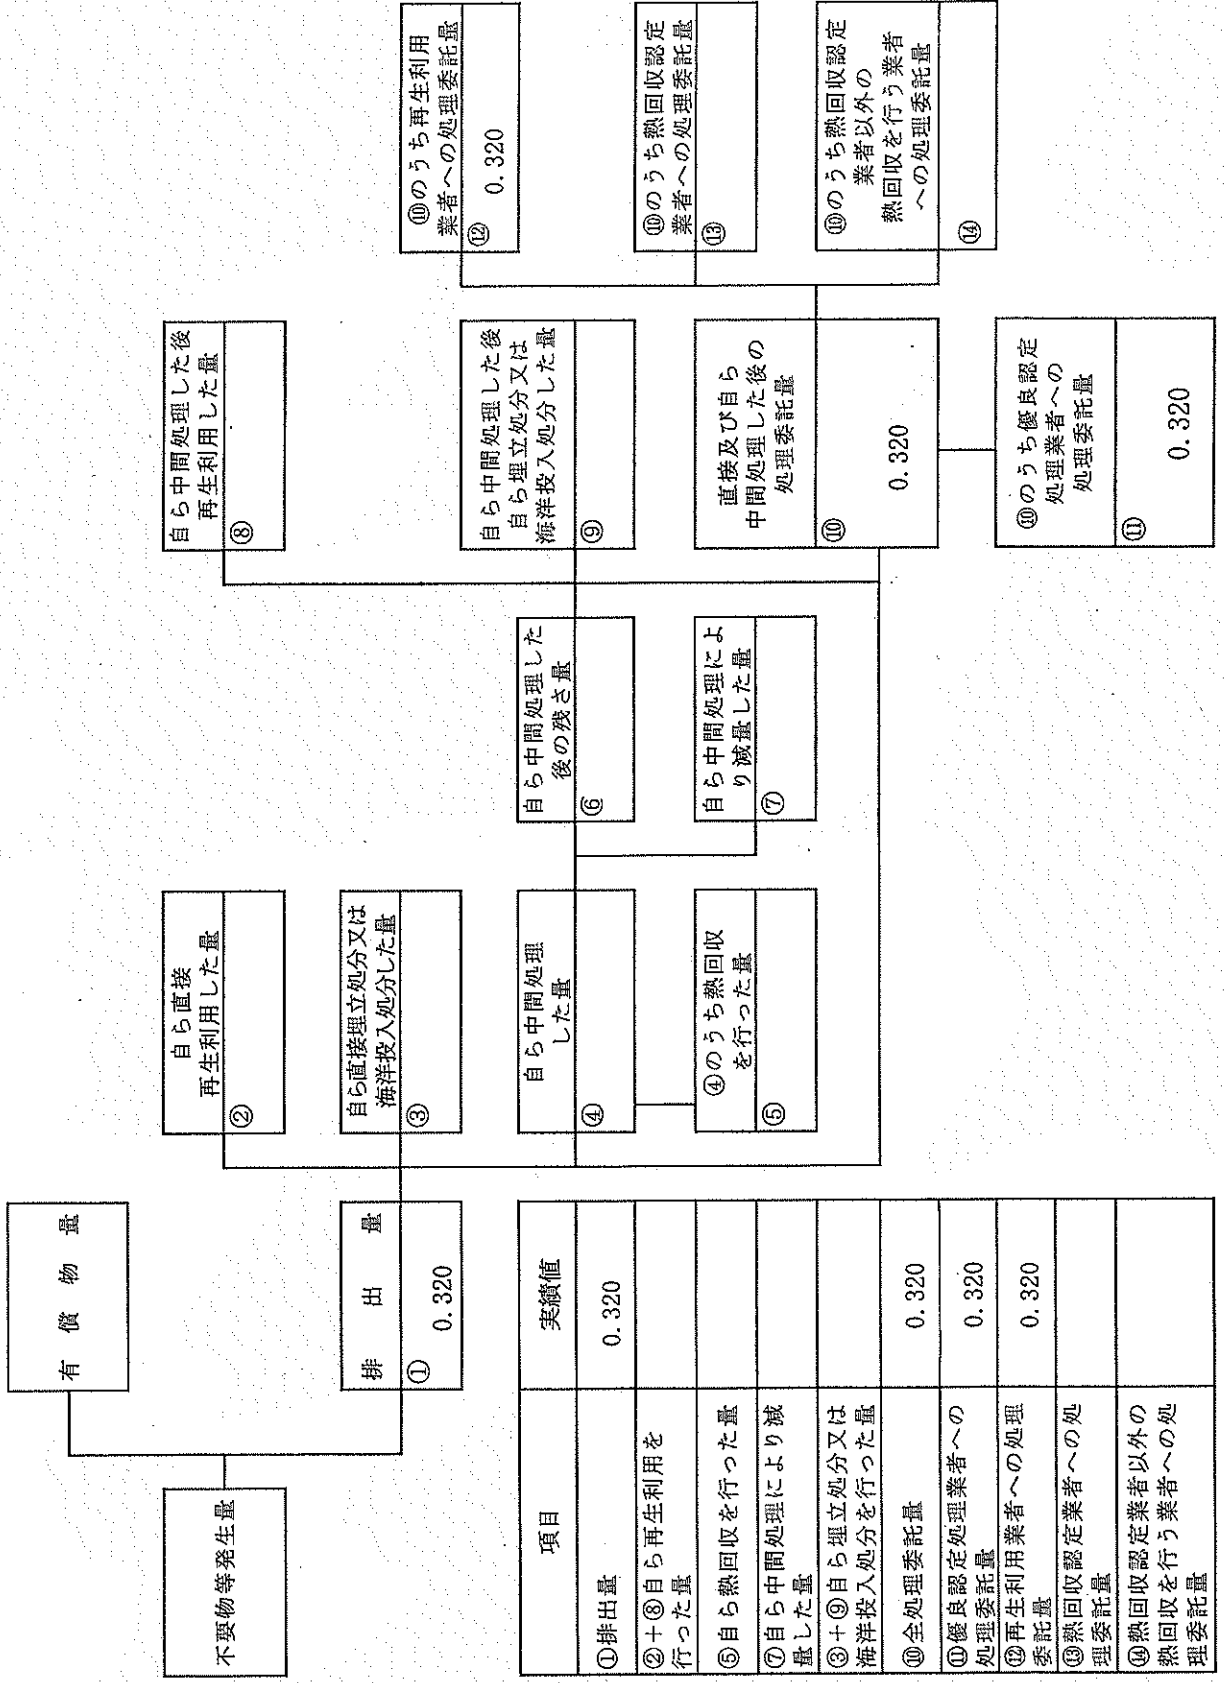 不要物等発生量
有償物量
排出量
①
0.320
自ら直接
再生利用した量
②
自ら直接埋立処分又は
海洋投入処分した量
③
自ら中間処理
した量
④
④のうち熱回収
を行った量
⑤
自ら中間処理した
後の残さ量
⑥
自ら中間処理によ
り減量した量
⑦
自ら中間処理した後
再生利用した量
⑧
自ら中間処理した後
自ら埋立処分又は
海洋投入処分した量
⑨
直接及び自ら
中間処理した後の
処理委託量
⑩
0.320
⑩のうち優良認定
処理業者への
処理委託量
⑪
0.320
⑩のうち再生利用
業者への処理委託量
⑫
0.320
⑩のうち熱回収認定
業者への処理委託量
⑬
⑩のうち熱回収認定
業者以外の
熱回収を行う業者
への処理委託量
⑭
項目 実績値
①排出量 0.320
②+⑧自ら再生利用を
行った量
⑤自ら熱回収を行った量
⑦自ら中間処理により減
量した量
③+⑨自ら埋立処分又は
海洋投入処分を行った量
⑩全処理委託量 0.320
⑪優良認定処理業者への
処理委託量 0.320
⑫再生利用業者への処理
委託量 0.320
⑬熱回収認定業者への処
理委託量
⑭熱回収認定業者以外の
熱回収を行う業者への処
理委託量